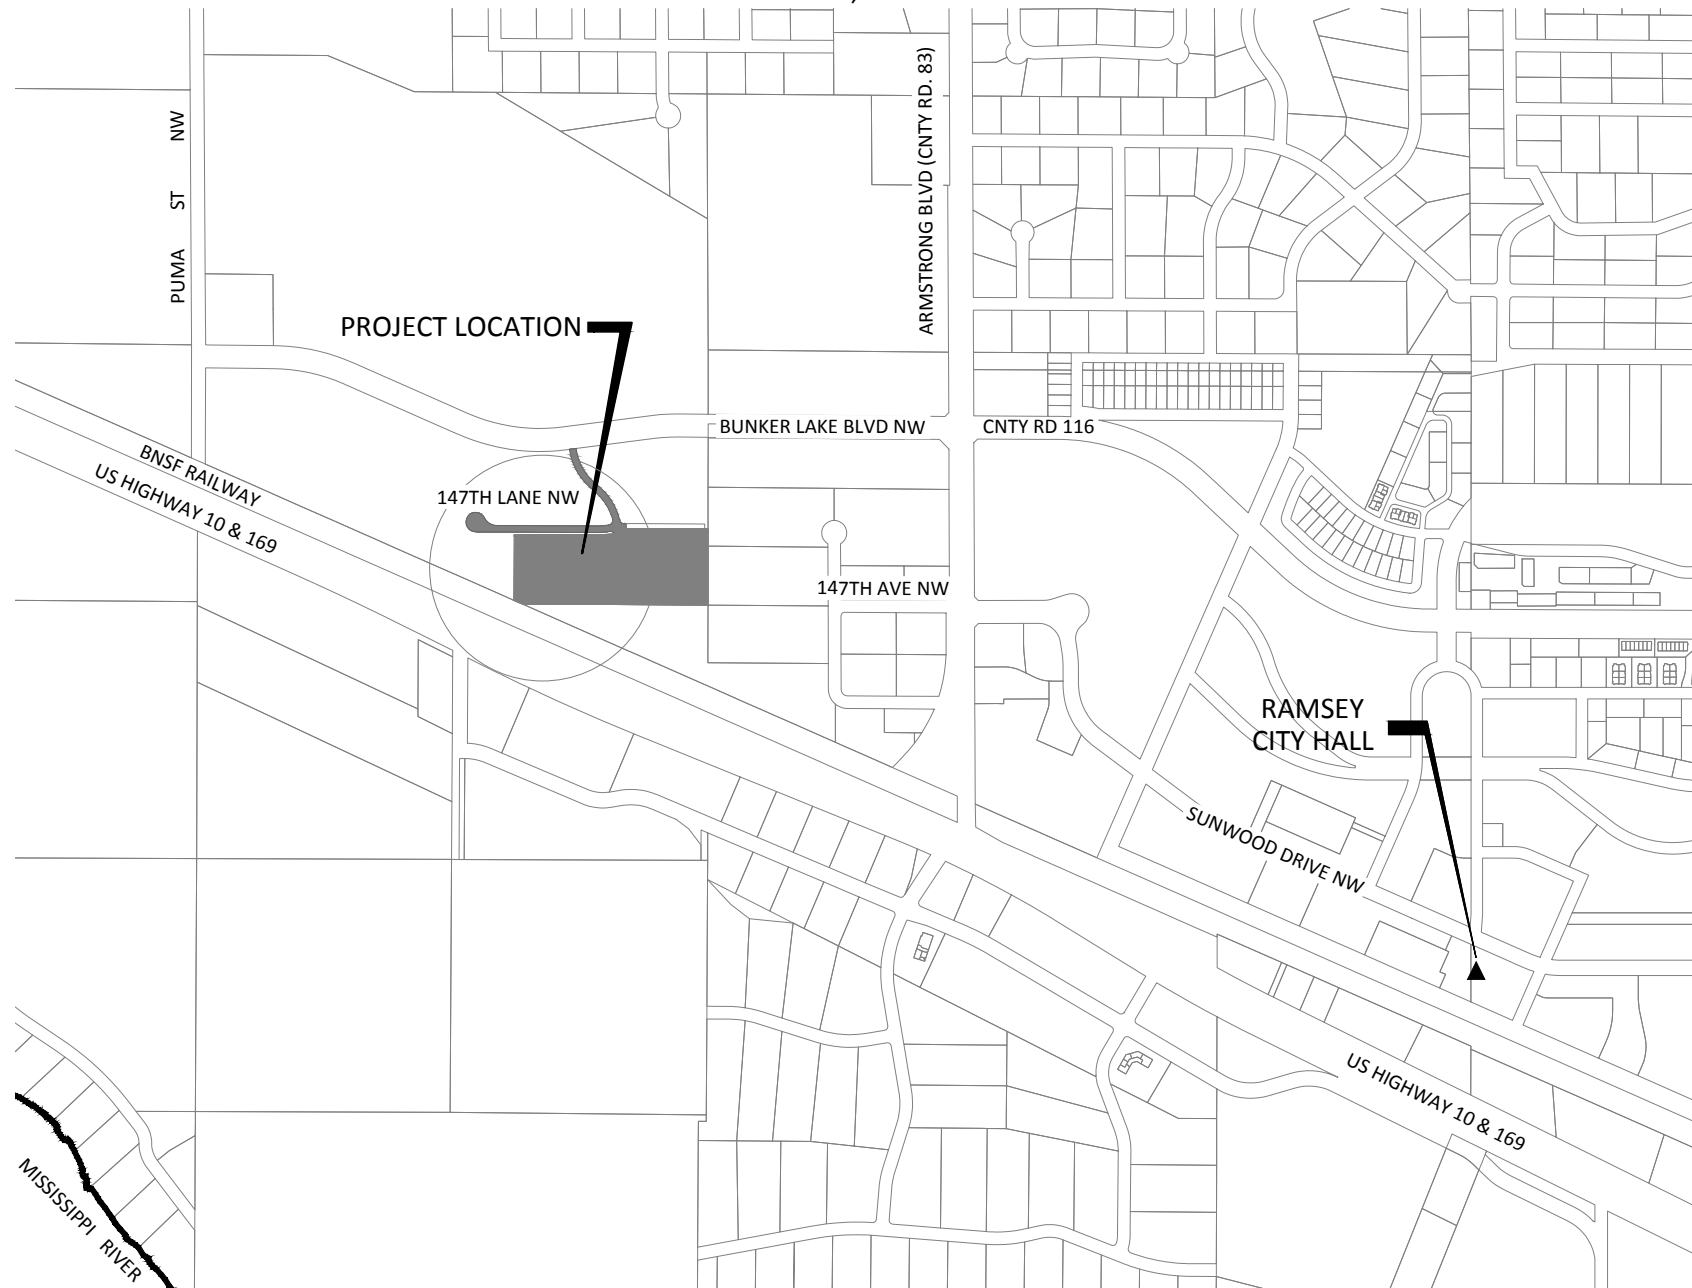 ARMSTRONG BLVD (CNTY RD. 83)
PUMA ST NW
PROJECT LOCATION
BUNKER LAKE BLVD NW
CNTY RD 116
BNSF RAILWAY
US HIGHWAY 10 & 169
147TH LANE NW
147TH AVE NW
RAMSEY
CITY HALL
SUNWOOD DRIVE NW
US HIGHWAY 10 & 169
MISSISSIPPI RIVER